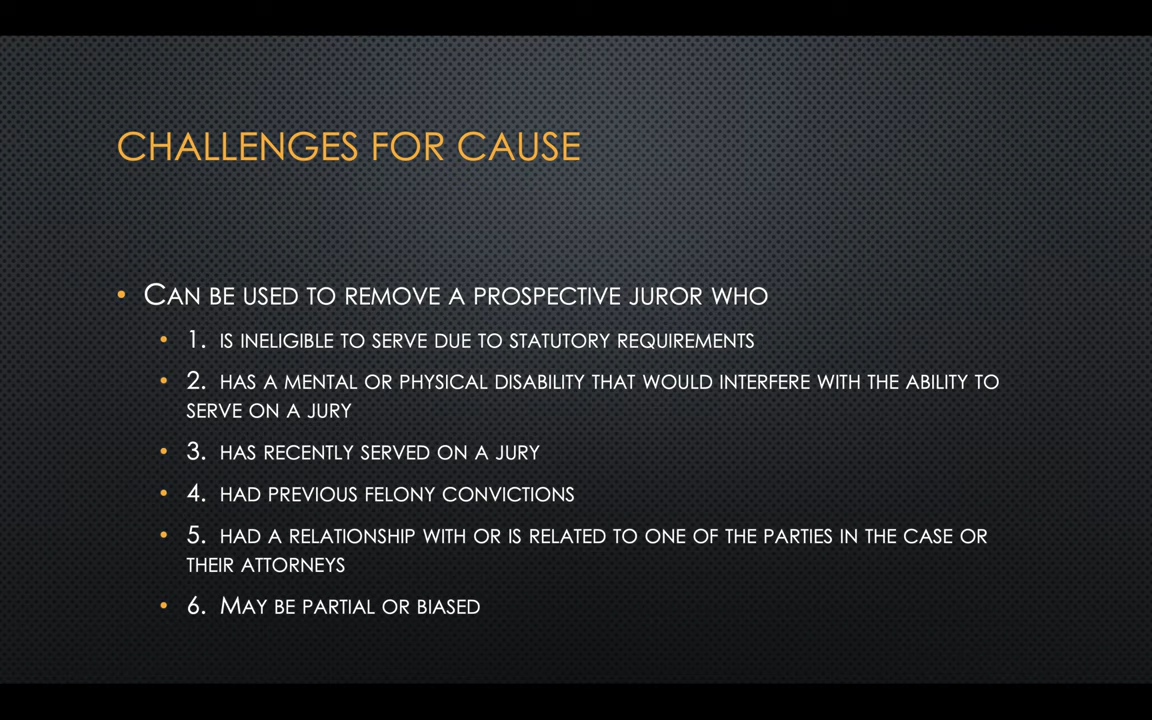 CHALLENGES FOR CAUSE
• CAN BE USED TO REMOVE A PROSPECTIVE JUROR WHO
• 1. IS INELIGIBLE TO SERVE DUE TO STATUTORY REQUIREMENTS
• 2. HAS A MENTAL OR PHYSICAL DISABILITY THAT WOULD INTERFERE WITH THE ABILITY TO
SERVE ON A JURY
• 3. HAS RECENTLY SERVED ON A JURY
• 4. HAD PREVIOUS FELONY CONVICTIONS
• 5. HAD A RELATIONSHIP WITH OR IS RELATED TO ONE OF THE PARTIES IN THE CASE OR
THEIR ATTORNEYS
• 6. MAY BE PARTIAL OR BIASED